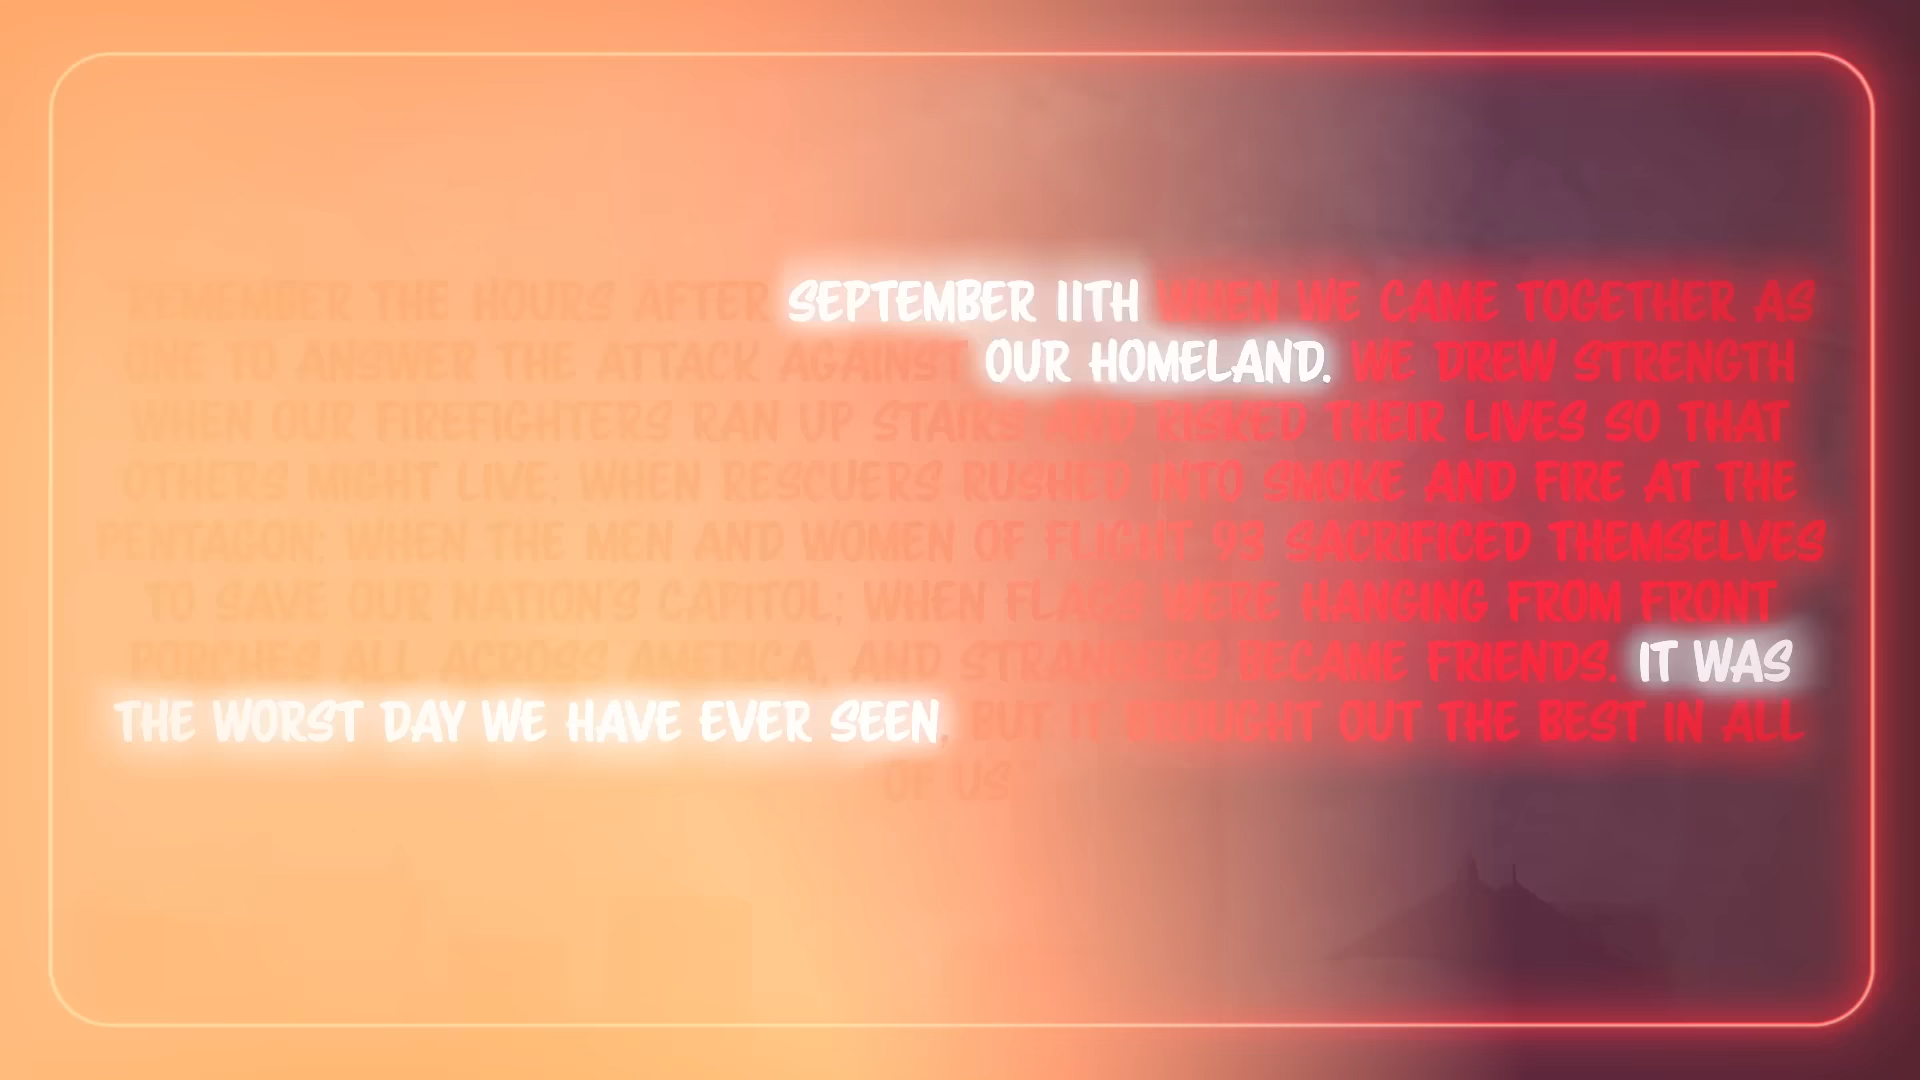 REMEMBER THE HOURS AFTER SEPTEMBER 11TH WHEN WE CAME TOGETHER AS
ONE TO ANSWER THE ATTACK AGAINST OUR HOMELAND. WE DREW STRENGTH
WHEN OUR FIREFIGHTERS RAN UP STAIRS AND RISKED THEIR LIVES SO THAT
OTHERS MIGHT LIVE; WHEN RESCUERS RUSHED INTO SMOKE AND FIRE AT THE
PENTAGON; WHEN THE MEN AND WOMEN OF FLIGHT 93 SACRIFICED THEMSELVES
TO SAVE OUR NATION'S CAPITOL; WHEN FLAGS WERE HANGING FROM FRONT
PORCHES ALL ACROSS AMERICA, AND STRANGERS BECAME FRIENDS. IT WAS
THE WORST DAY WE HAVE EVER SEEN, BUT IT BROUGHT OUT THE BEST IN ALL
OF US"